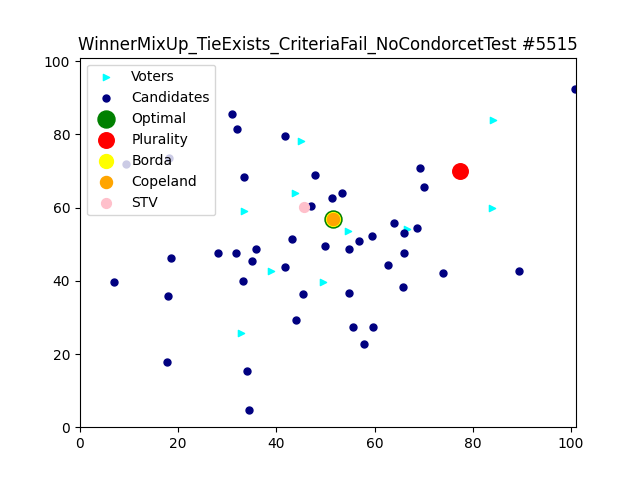 WinnerMixUp_TieExists_CriteriaFail_NoCondorcetTest #5515
100
80
60
40
20
0
Voters
Candidates
Optimal
Plurality
Borda
Copeland
STV
0 20 40 60 80 100